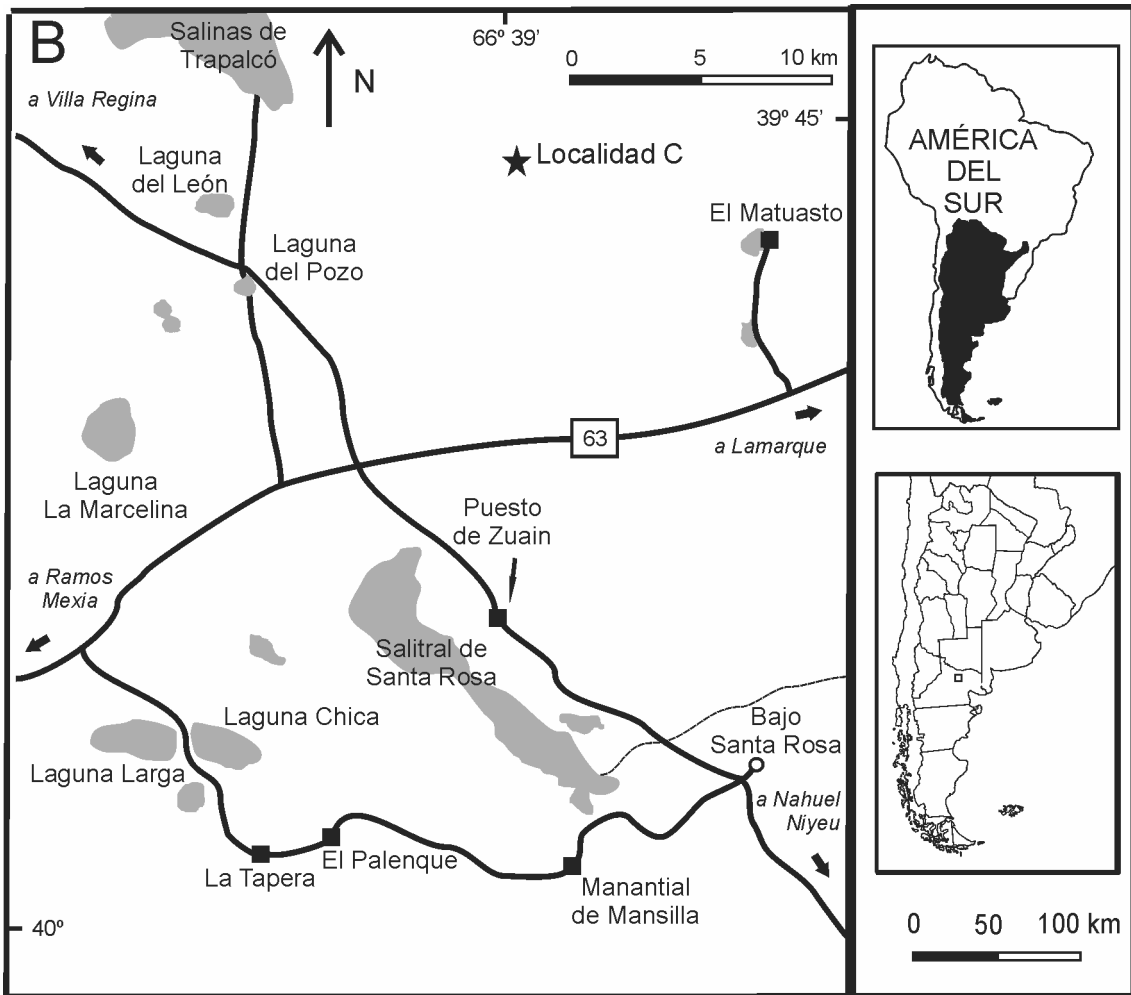 B
Salinas de
Trapalcó
N
66º 39'
0 5 10 km
39º 45'
a Villa Regina
Localidad C
Laguna
del León
El Matuasto
Laguna
del Pozo
63
a Lamarque
Laguna
La Marcelina
Puesto
de Zuain
a Ramos
Mexia
Salitral de
Santa Rosa
Laguna Chica
Bajo
Santa Rosa
Laguna Larga
a Nahuel
Niyeu
La Tapera
El Palenque
Manantial
de Mansilla
40º
AMÉRICA
DEL
SUR
0 50 100 km